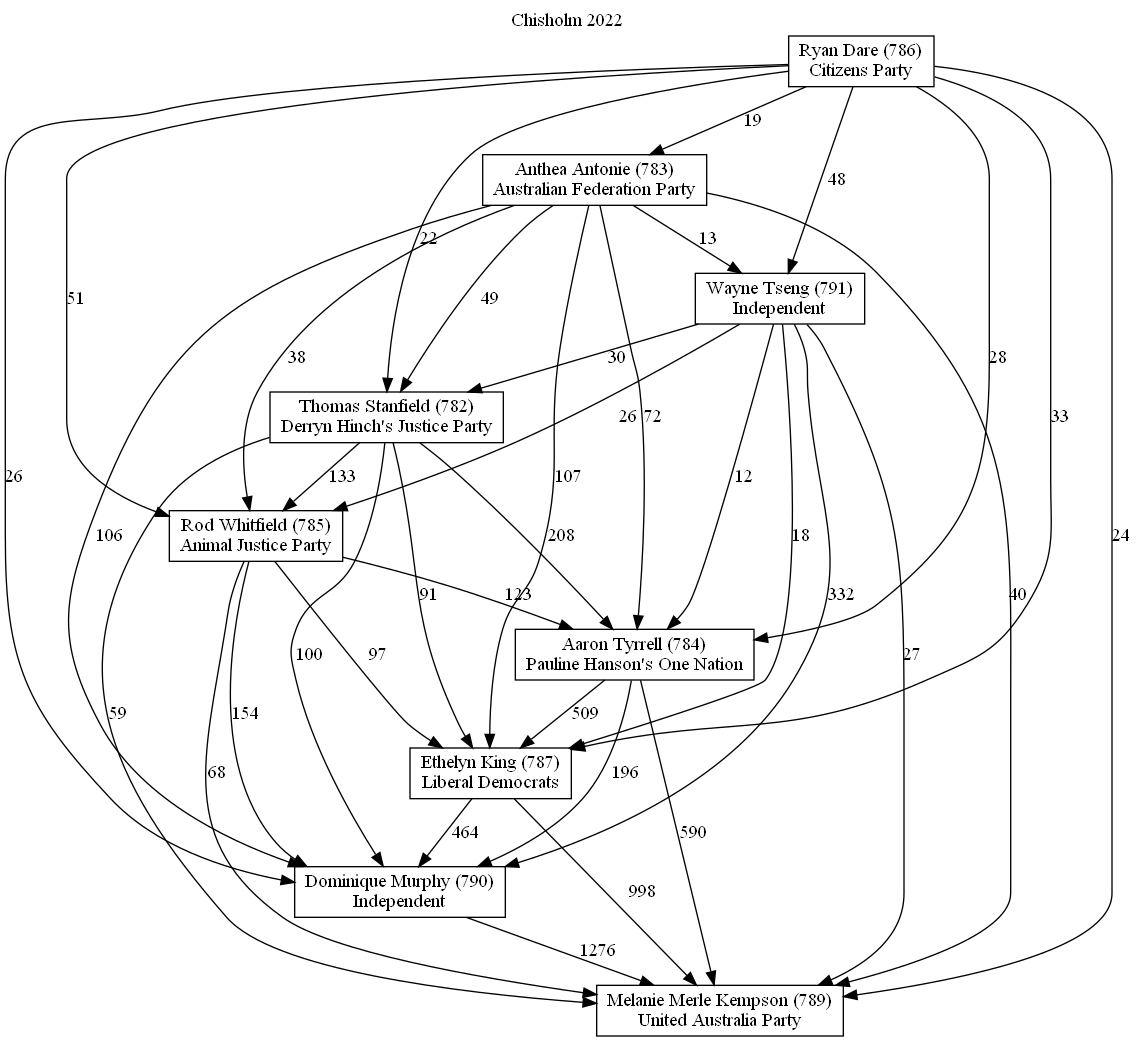 Chisholm 2022
Ryan Dare (786)
Citizens Party
19
Anthea Antonie (783)
Australian Federation Party
48
22
13
51
49
Wayne Tseng (791)
Independent
38
30
28
Thomas Stanfield (782)
Derryn Hinch's Justice Party
26
72
33
26
133
107
12
Rod Whitfield (785)
Animal Justice Party
106
208
18
24
91
123
332
40
Aaron Tyrrell (784)
Pauline Hanson's One Nation
100
97
27
59
154
509
Ethelyn King (787)
Liberal Democrats
68
196
464
590
Dominique Murphy (790)
Independent
998
1276
Melanie Merle Kempson (789)
United Australia Party